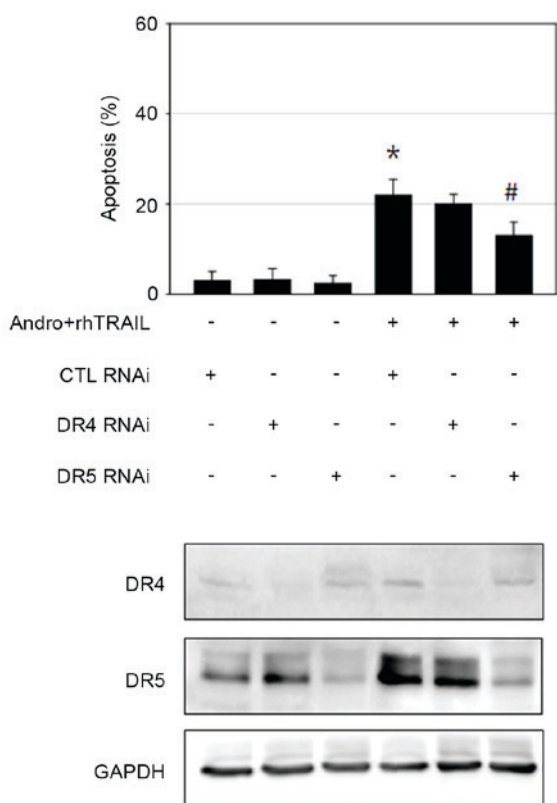 60
40
20
0
Apoptosis (%)
*
#
Andro+rhTRAIL - - - + + +
CTL RNAi + - - + - -
DR4 RNAi - + - - + -
DR5 RNAi - - + - - +
DR4
DR5
GAPDH